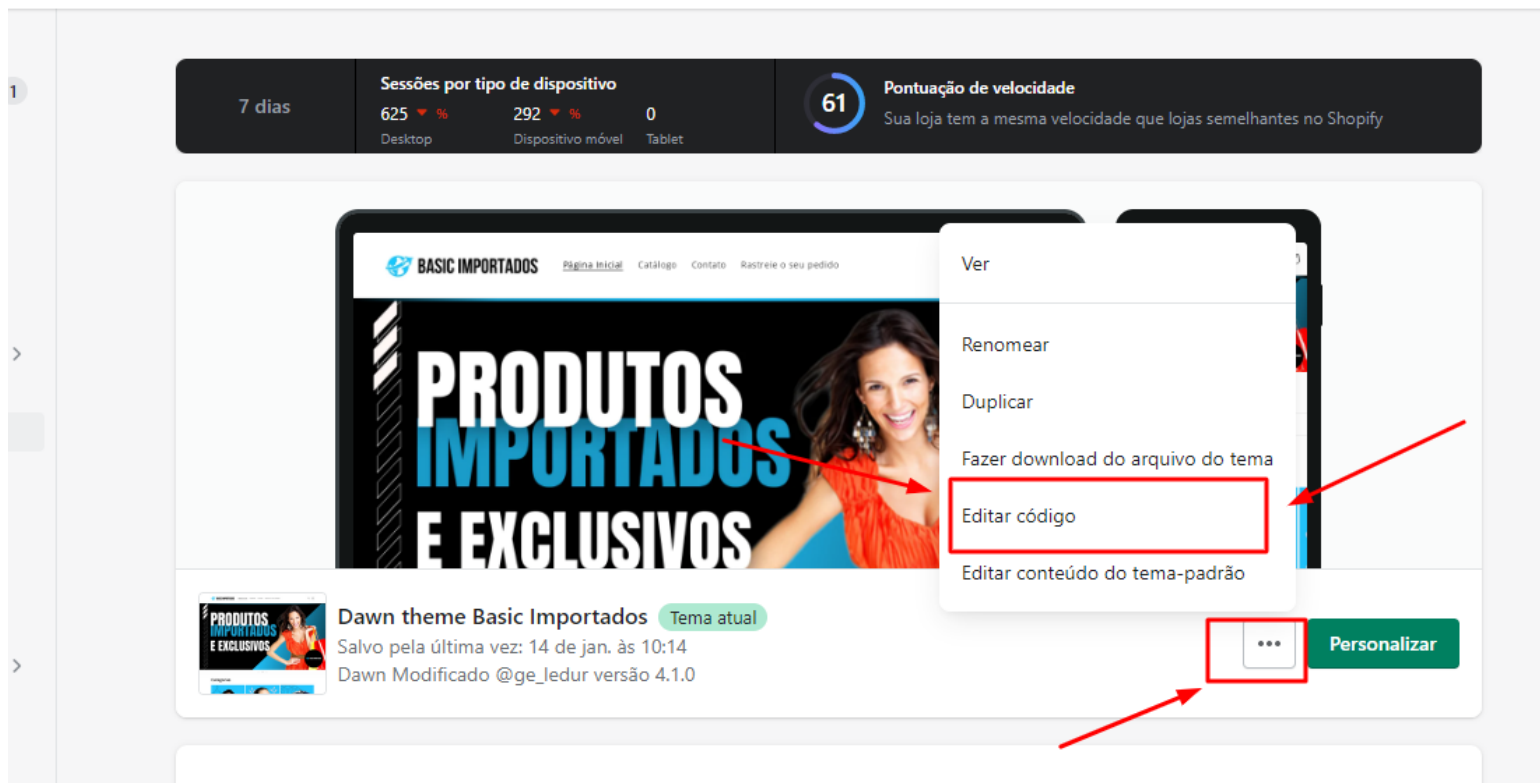 1
7 dias
Sessões por tipo de dispositivo
625 % 292 % 0
Desktop Dispositivo móvel Tablet
61
Pontuação de velocidade
Sua loja tem a mesma velocidade que lojas semelhantes no Shopify
BASIC IMPORTADOS Página Inicial Catálogo Contato Rastreie o seu pedido
PRODUTOS
IMPORTADOS
E EXCLUSIVOS
Ver
Renomear
Duplicar
Fazer download do arquivo do tema
Editar código
Editar conteúdo do tema-padrão
PRODUTOS
IMPORTADOS
E EXCLUSIVOS
Dawn theme Basic Importados Tema atual
Salvo pela última vez: 14 de jan. às 10:14
Dawn Modificado @ge_ledur versão 4.1.0
Personalizar